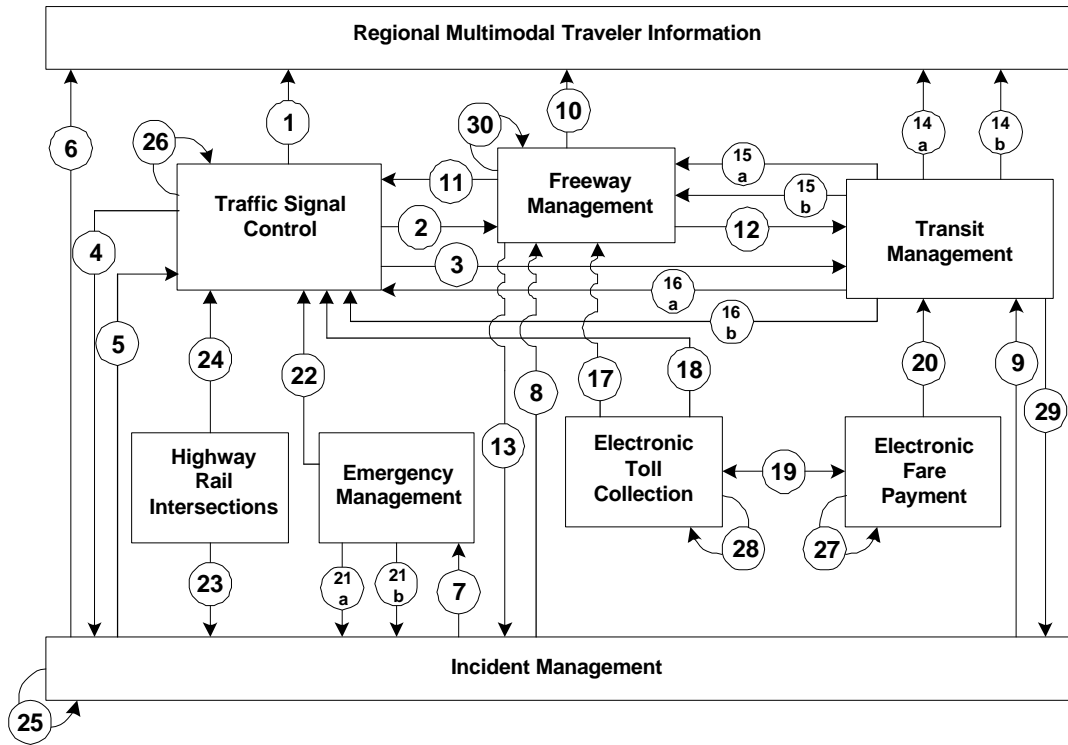 Regional Multimodal Traveler Information
6
1
10
14
a
14
b
26
30
15
a
11
Freeway
Management
15
b
Traffic Signal
Control
2
12
Transit
Management
4
3
16
a
16
b
5
24
22
8
17
18
20
9
29
13
Highway
Rail
Intersections
Emergency
Management
Electronic
Toll
Collection
19
Electronic
Fare
Payment
28
27
23
21
a
21
b
7
Incident Management
25